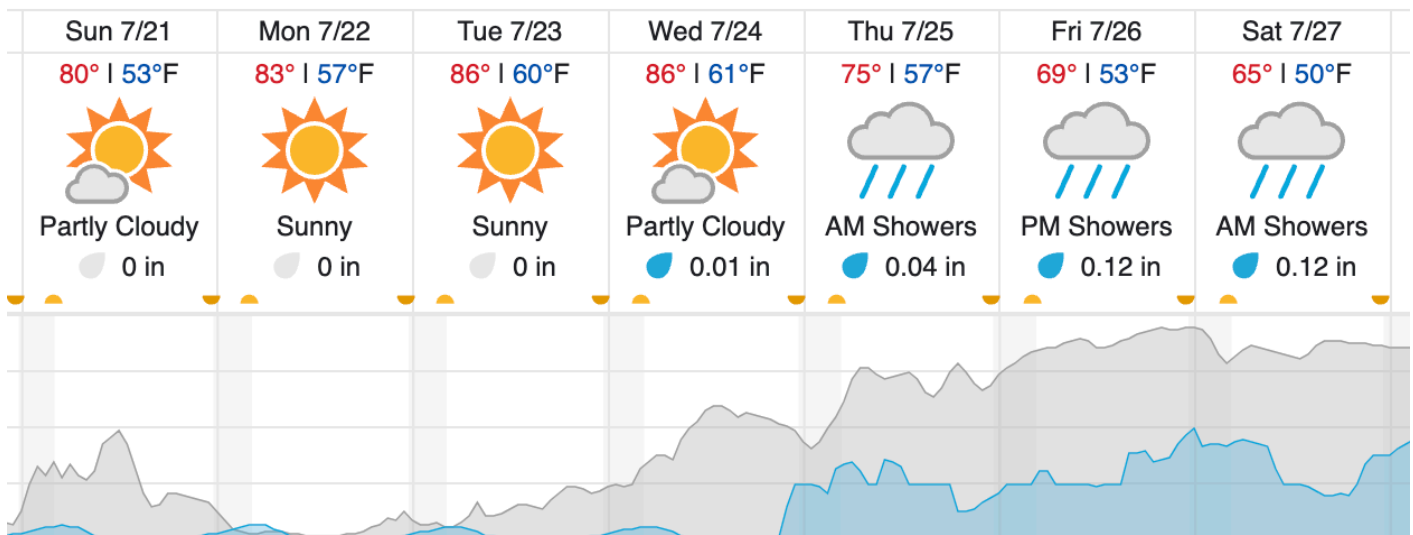 Sun 7/21 Mon 7/22 Tue 7/23 Wed 7/24 Thu 7/25 Fri 7/26 Sat 7/27
80° | 53°F 83° | 57°F 86° | 60°F 86° | 61°F 75° | 57°F 69° | 53°F 65° | 50°F
Partly Cloudy Sunny Sunny Partly Cloudy AM Showers PM Showers AM Showers
0 in 0 in 0 in 0.01 in 0.04 in 0.12 in 0.12 in